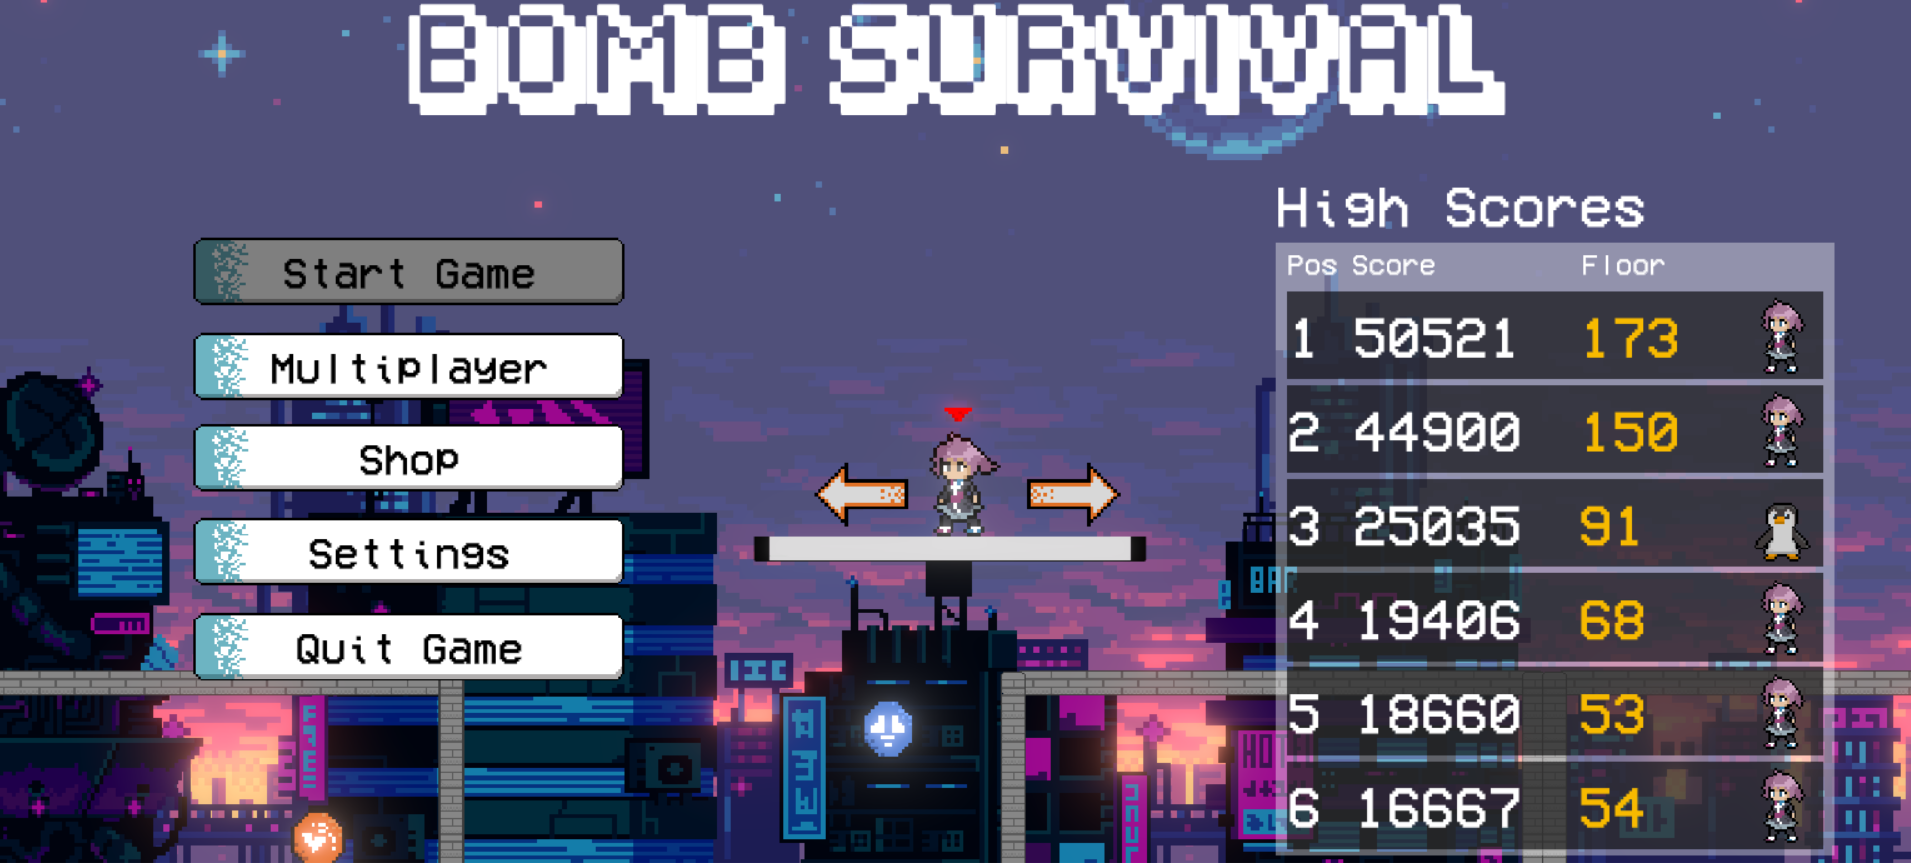 BOMB SURVIVAL
Start Game
Multiplayer
Shop
Settings
Quit Game
High Scores
Pos Score Floor
1 50521 173
2 44900 150
3 25035 91
4 19406 68
5 18660 53
6 16667 54
BAR